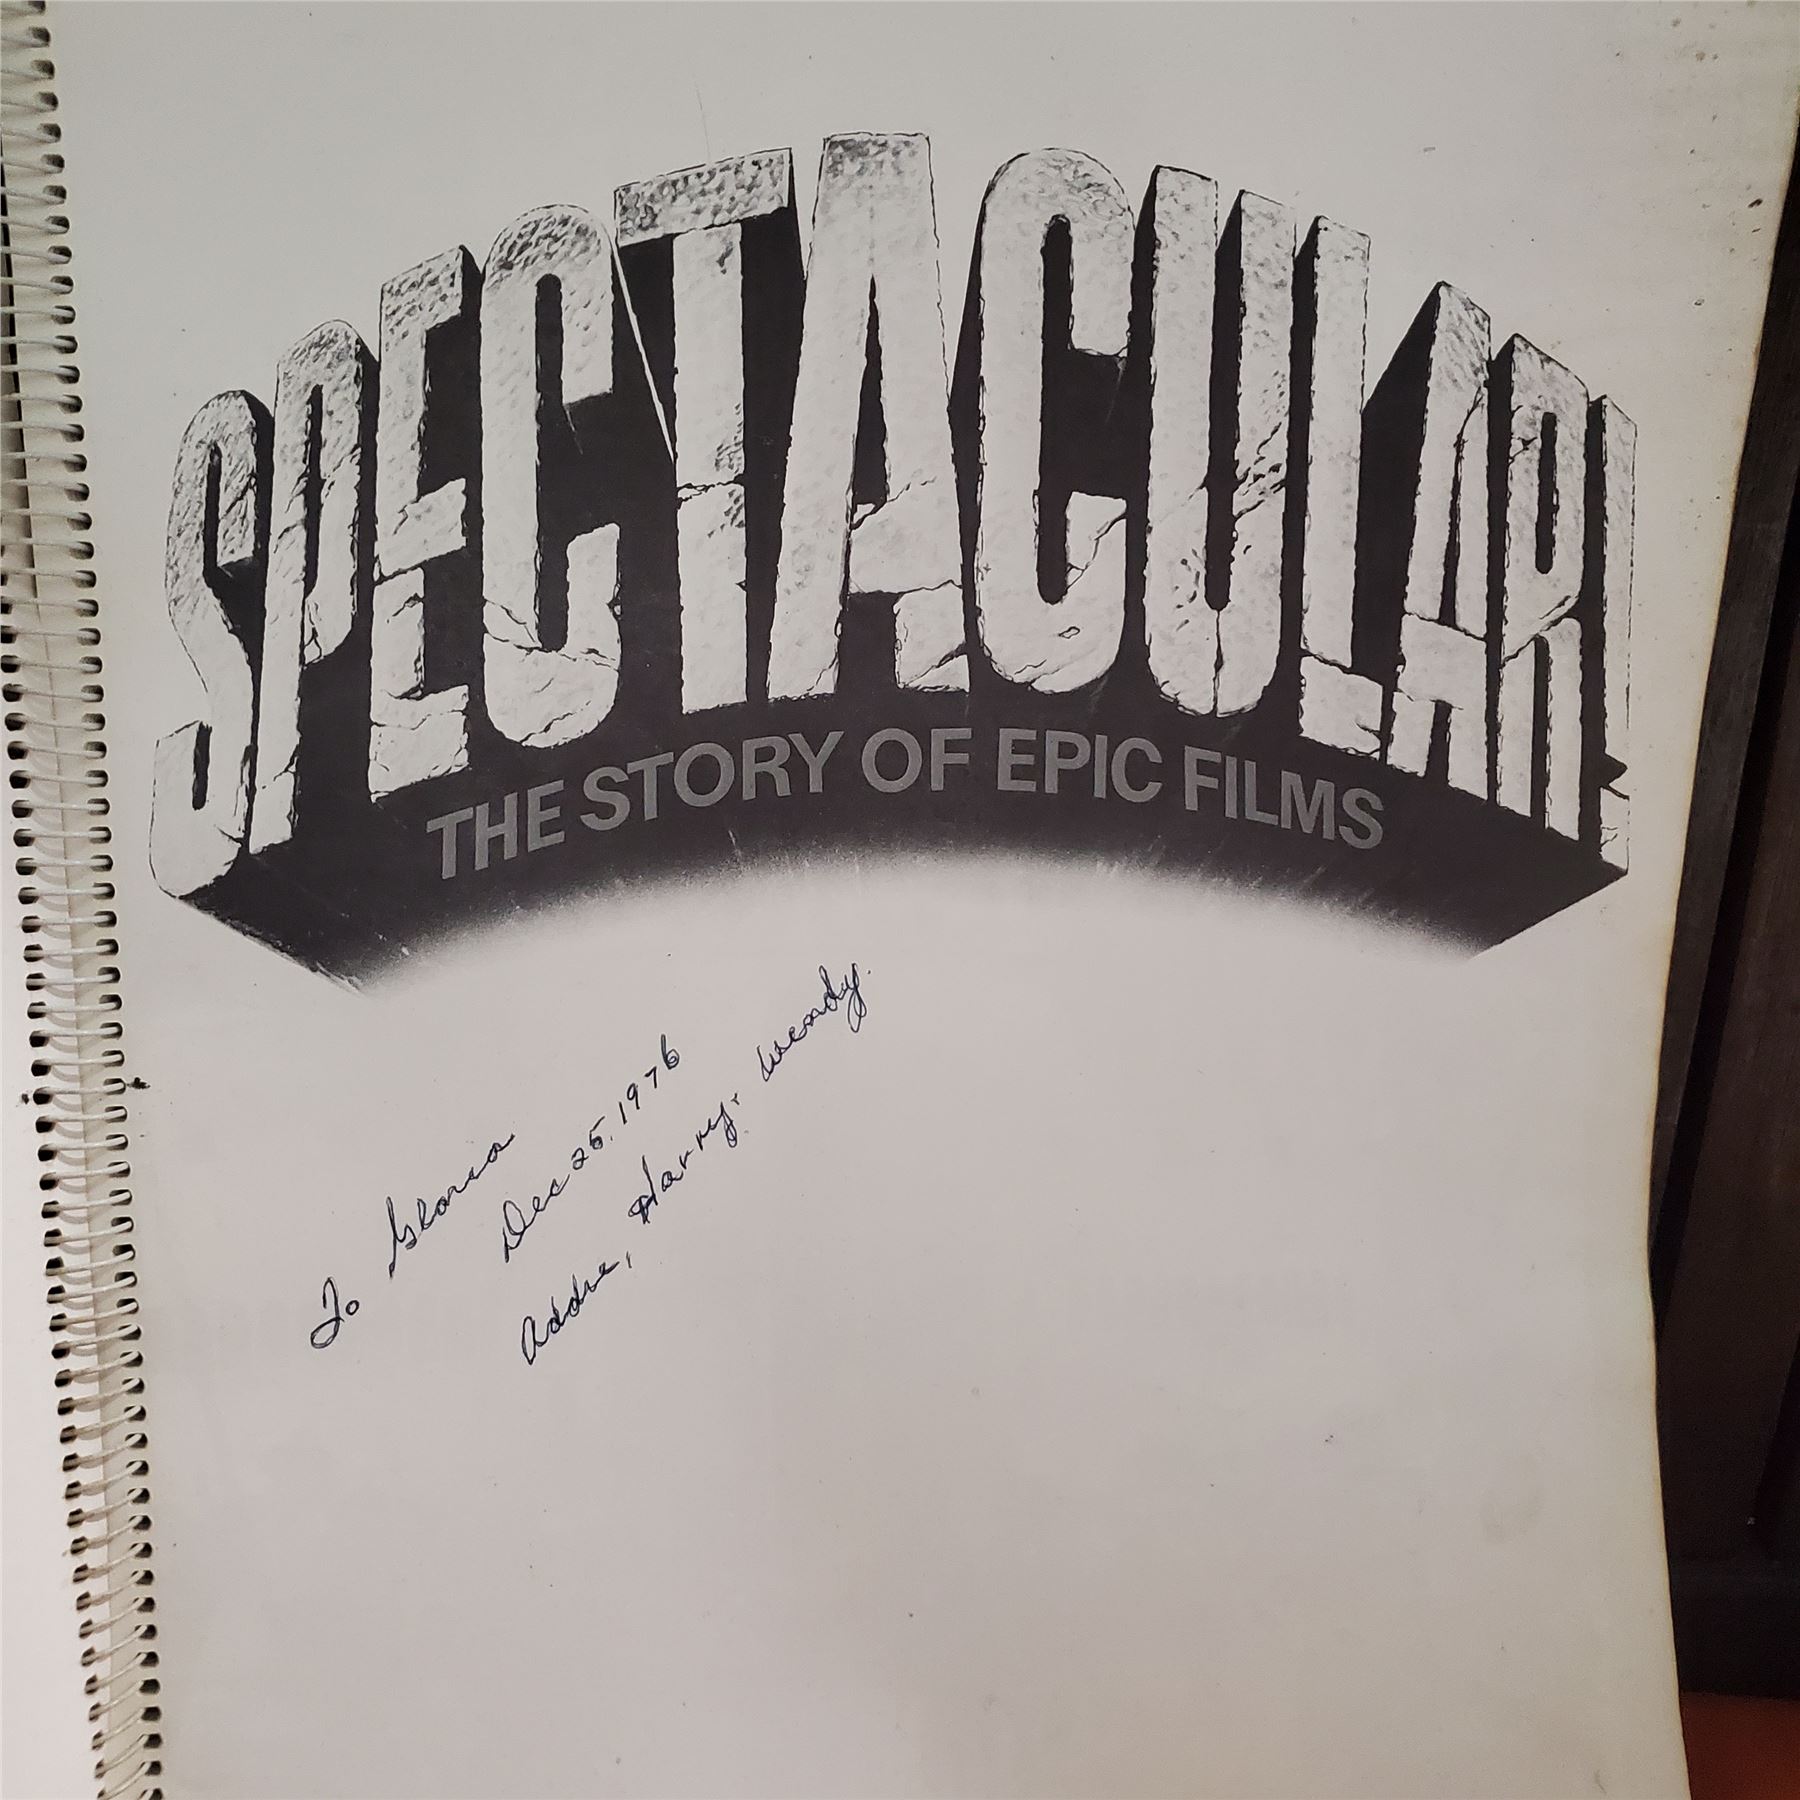 SPECTACULAR!
THE STORY OF EPIC FILMS
To Gloria
Dec 25, 1976
Addie, Harry, Wendy.